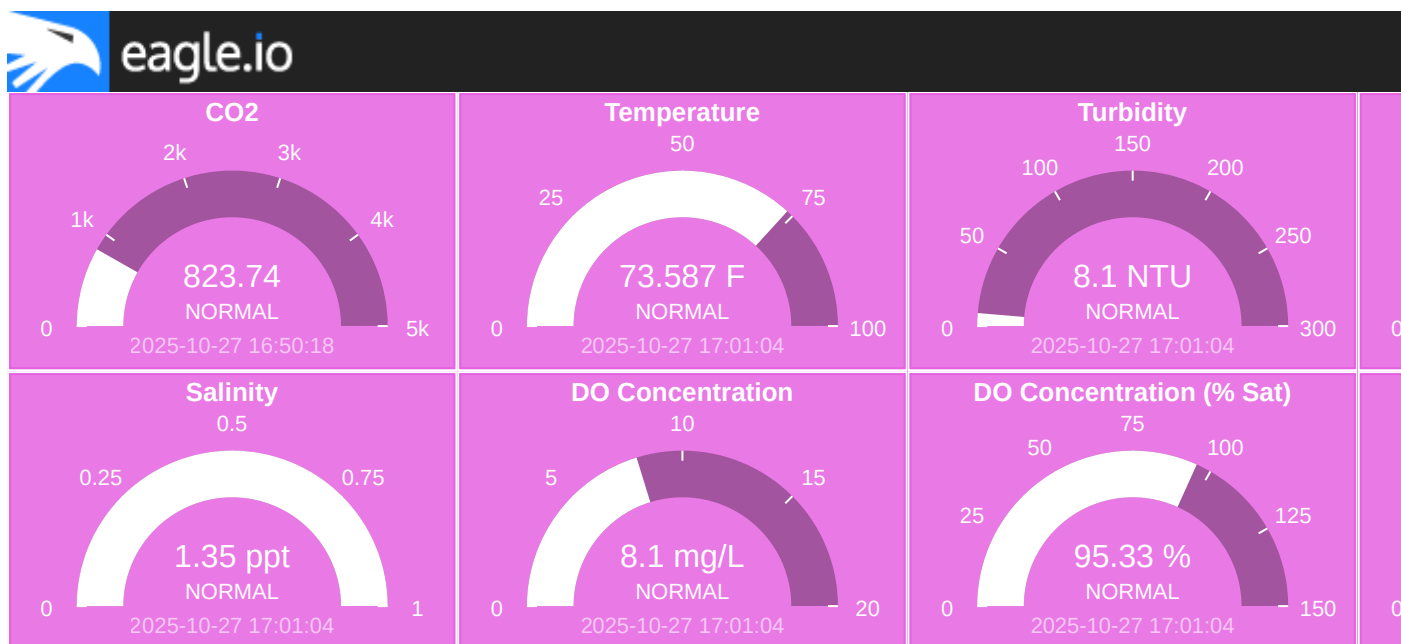 eagle.io
CO2
2k 3k
1k 4k
823.74
NORMAL
0 5k
2025-10-27 16:50:18
Temperature
50
25 75
73.587 F
NORMAL
0 100
2025-10-27 17:01:04
Turbidity
150
100 200
50 250
8.1 NTU
NORMAL
0 300
2025-10-27 17:01:04
0
Salinity
0.5
0.25 0.75
1.35 ppt
NORMAL
0 1
2025-10-27 17:01:04
DO Concentration
10
5 15
8.1 mg/L
NORMAL
0 20
2025-10-27 17:01:04
DO Concentration (% Sat)
75
50 100
25 125
95.33 %
NORMAL
0 150
2025-10-27 17:01:04
0